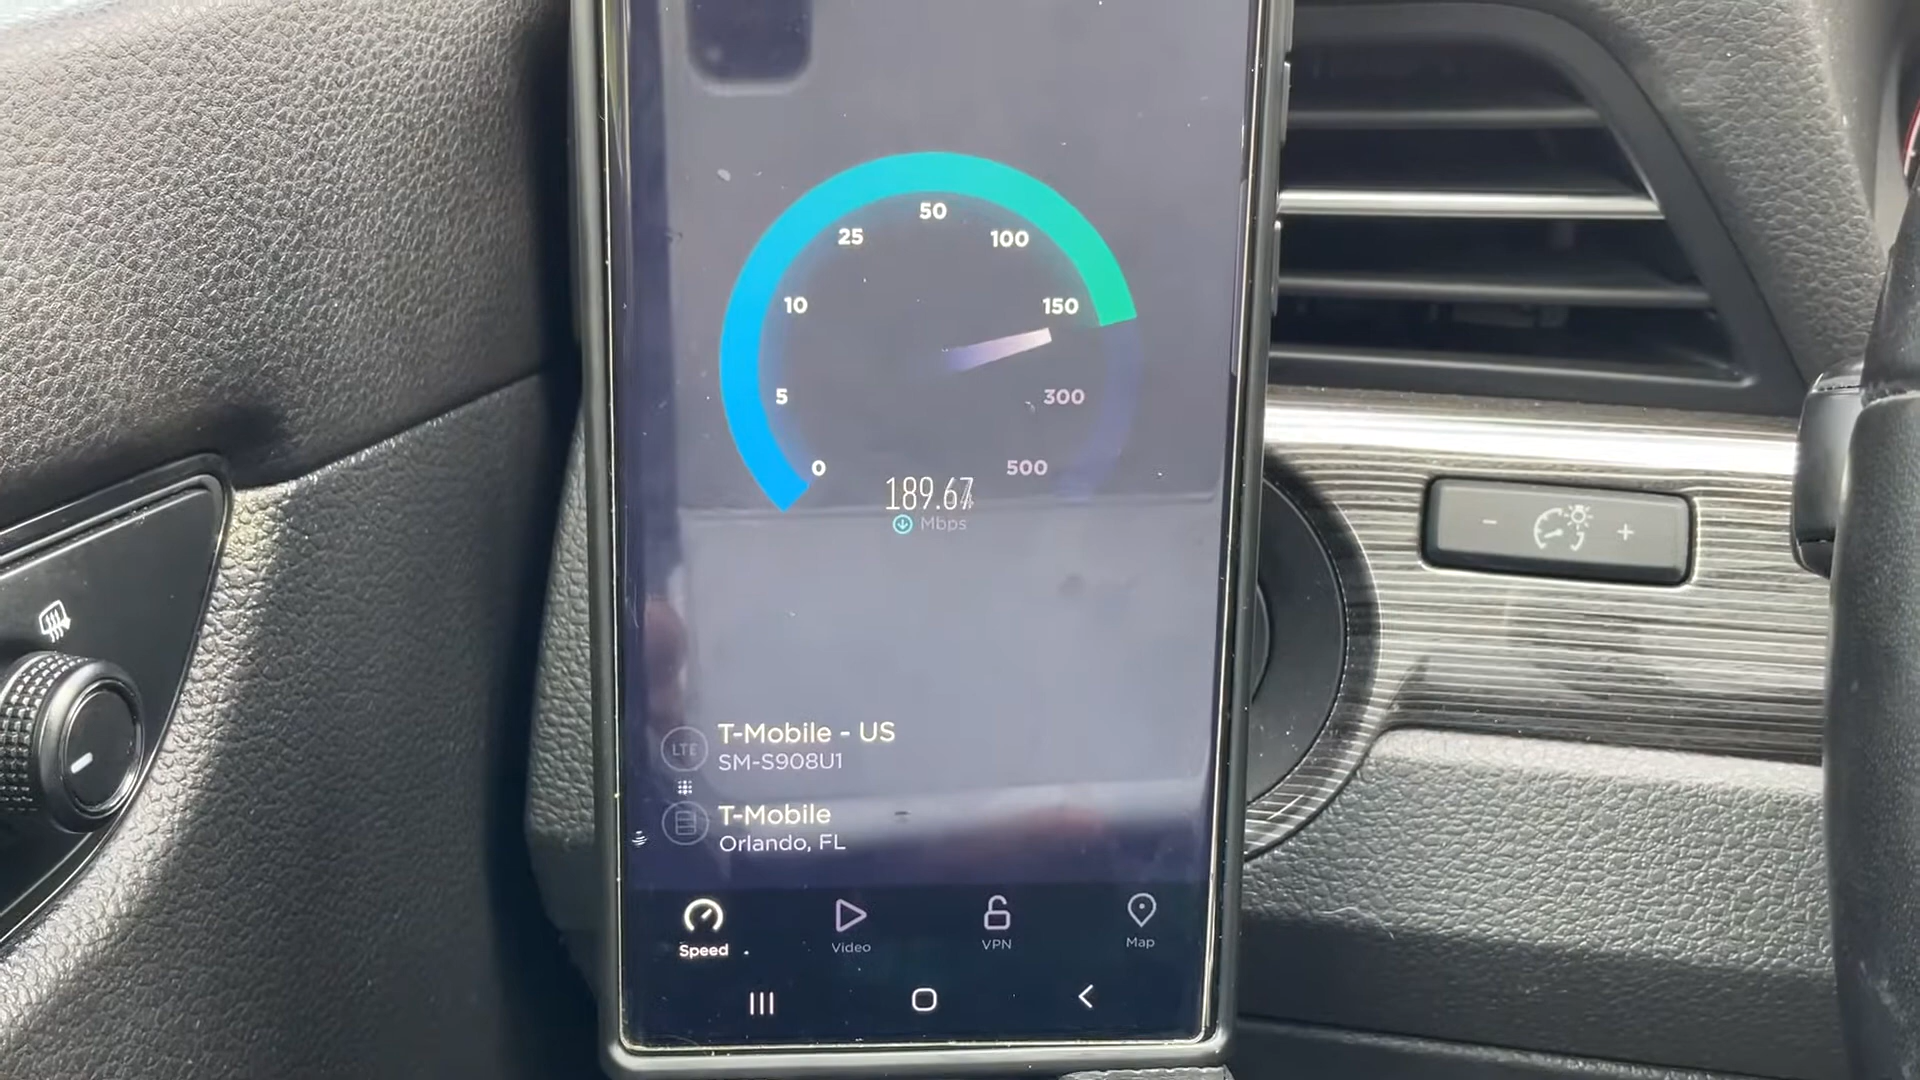 50
25
100
10
150
5
300
0
500
189.67
Mbps
LTE
T-Mobile - US
SM-S908U1
T-Mobile
Orlando, FL
Speed
Video
VPN
Map
- +